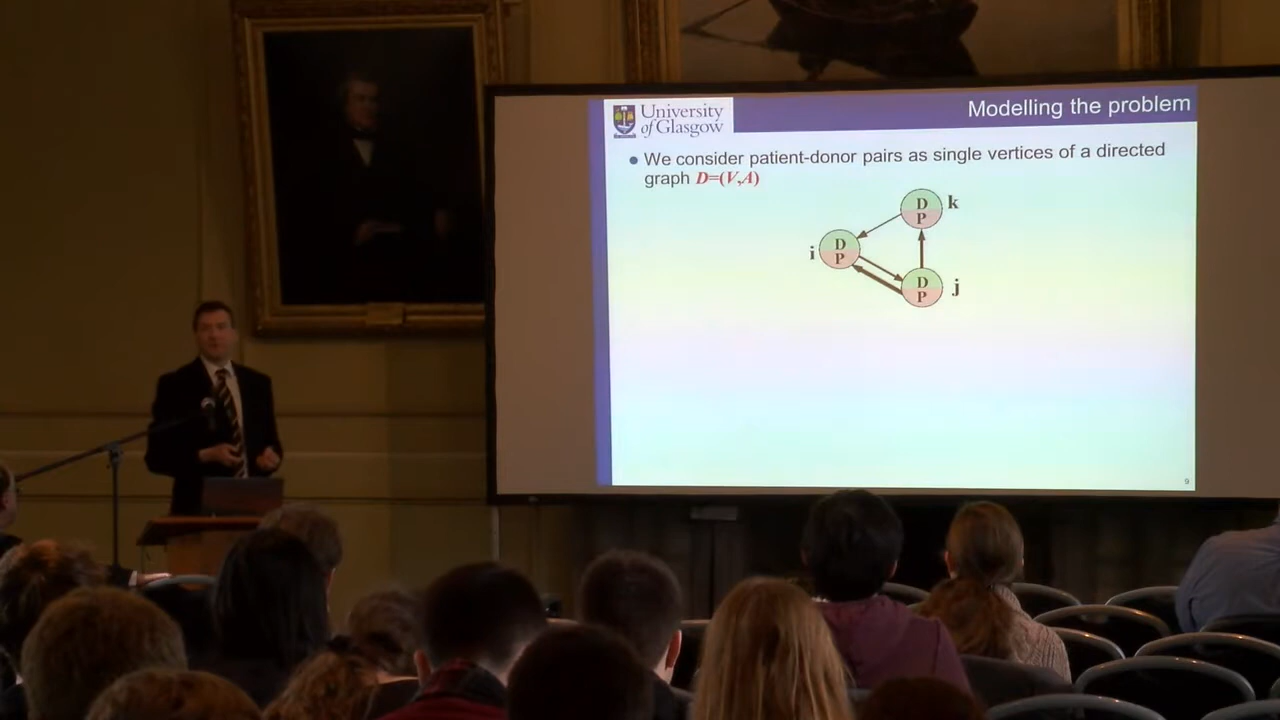 University
of Glasgow
Modelling the problem
We consider patient-donor pairs as single vertices of a directed
graph D=(V,A)
D
P
k
i
D
P
D
P
j
9